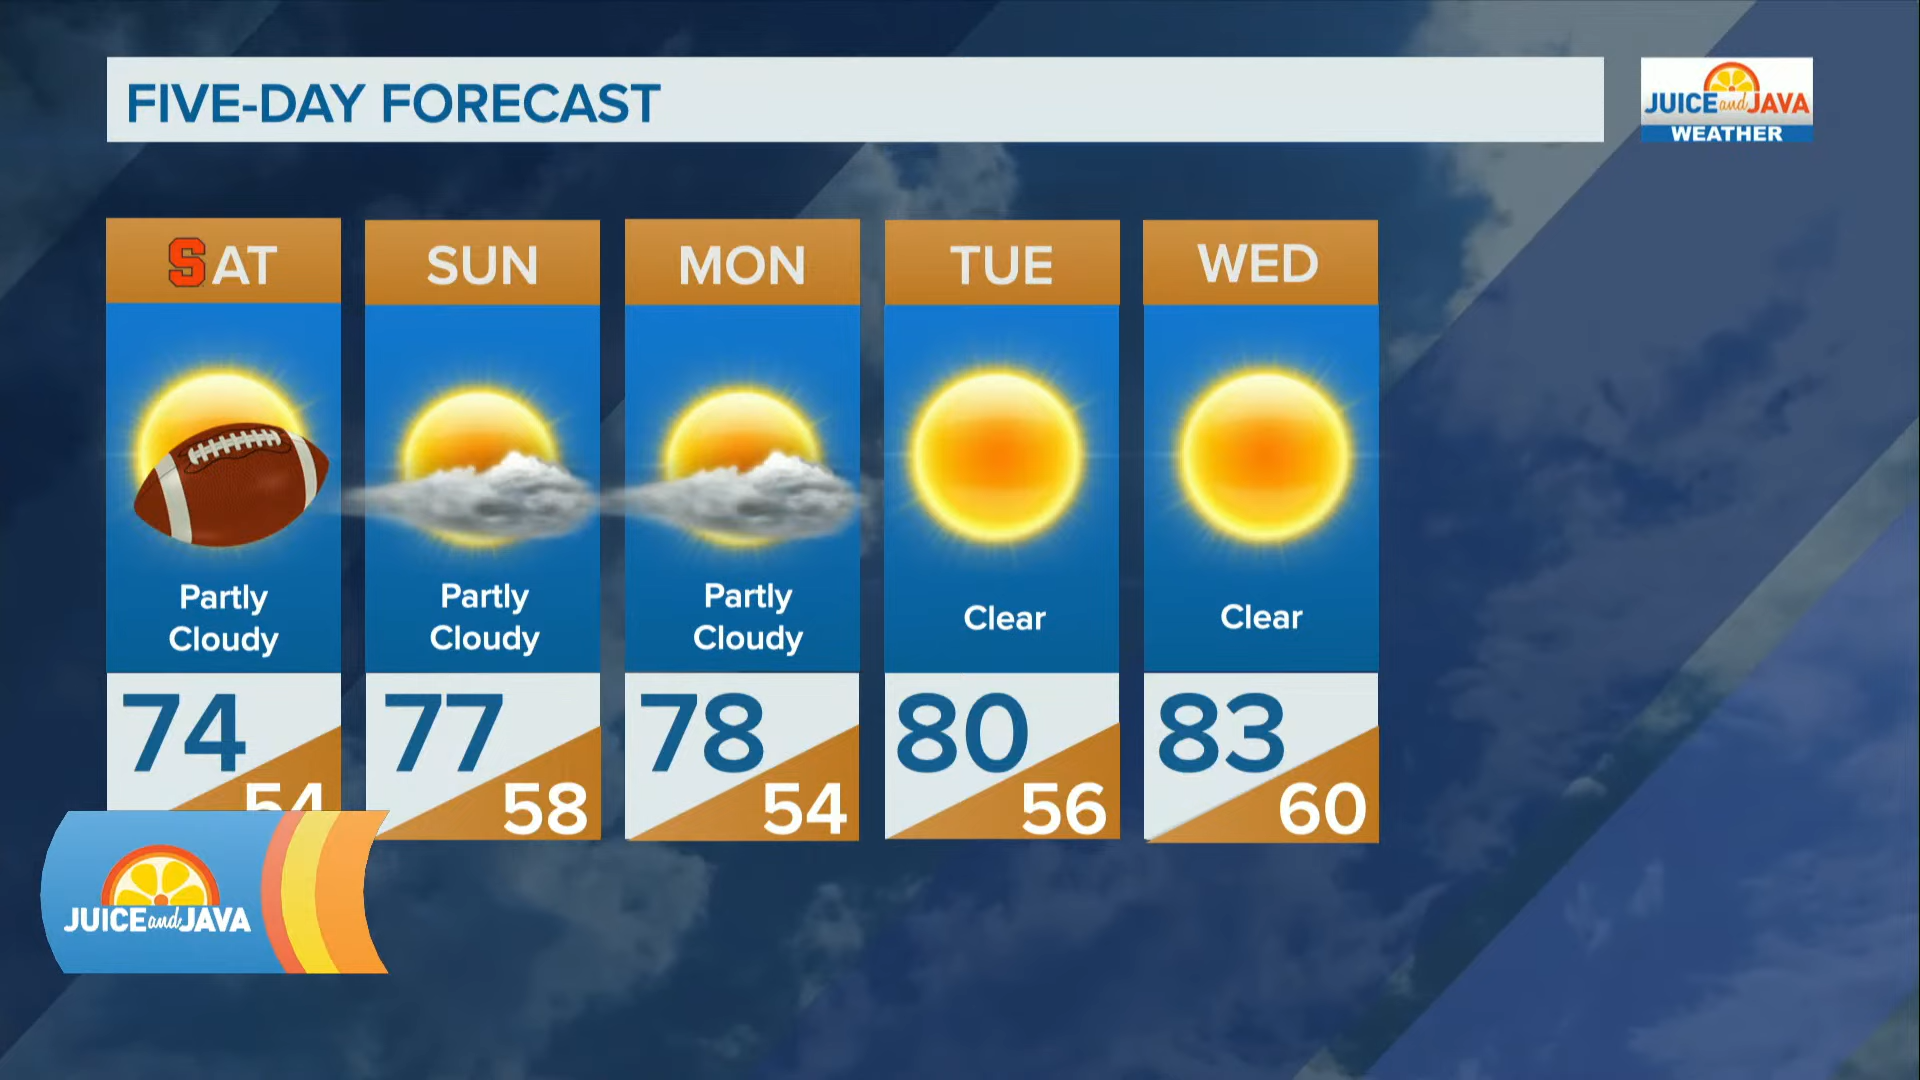 FIVE-DAY FORECAST
JUICE and JAVA
WEATHER
SAT SUN MON TUE WED
Partly Cloudy
Partly Cloudy
Partly Cloudy
Clear
Clear
74 77 78 80 83
54 58 54 56 60
JUICE and JAVA